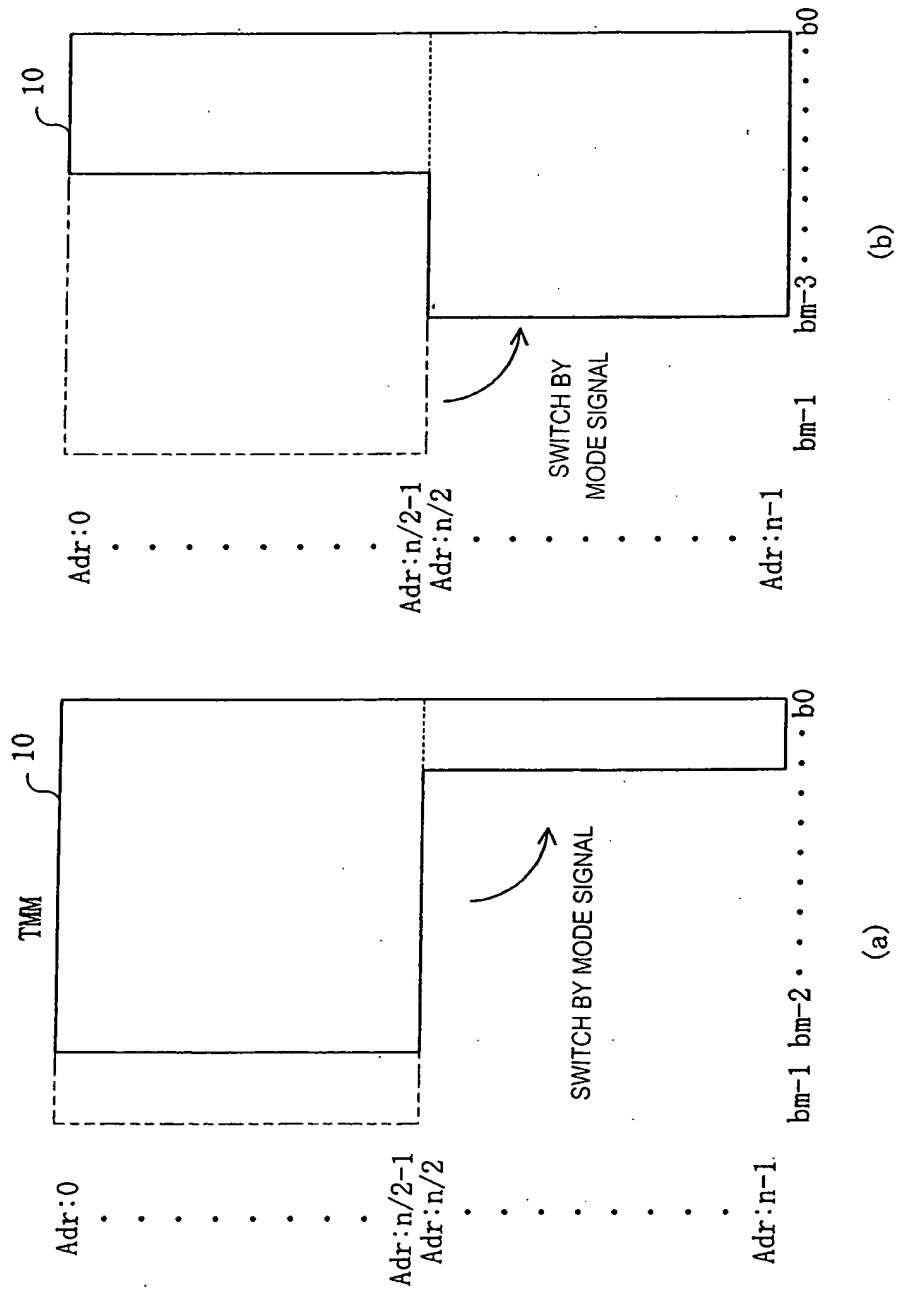 TMM
10
Adr:0
Adr:n/2-1
Adr:n/2
Adr:n-1
SWITCH BY MODE SIGNAL
bm-1 bm-2 b0
(a)
10
Adr:0
Adr:n/2-1
Adr:n/2
Adr:n-1
SWITCH BY
MODE SIGNAL
bm-1 bm-3 b0
(b)